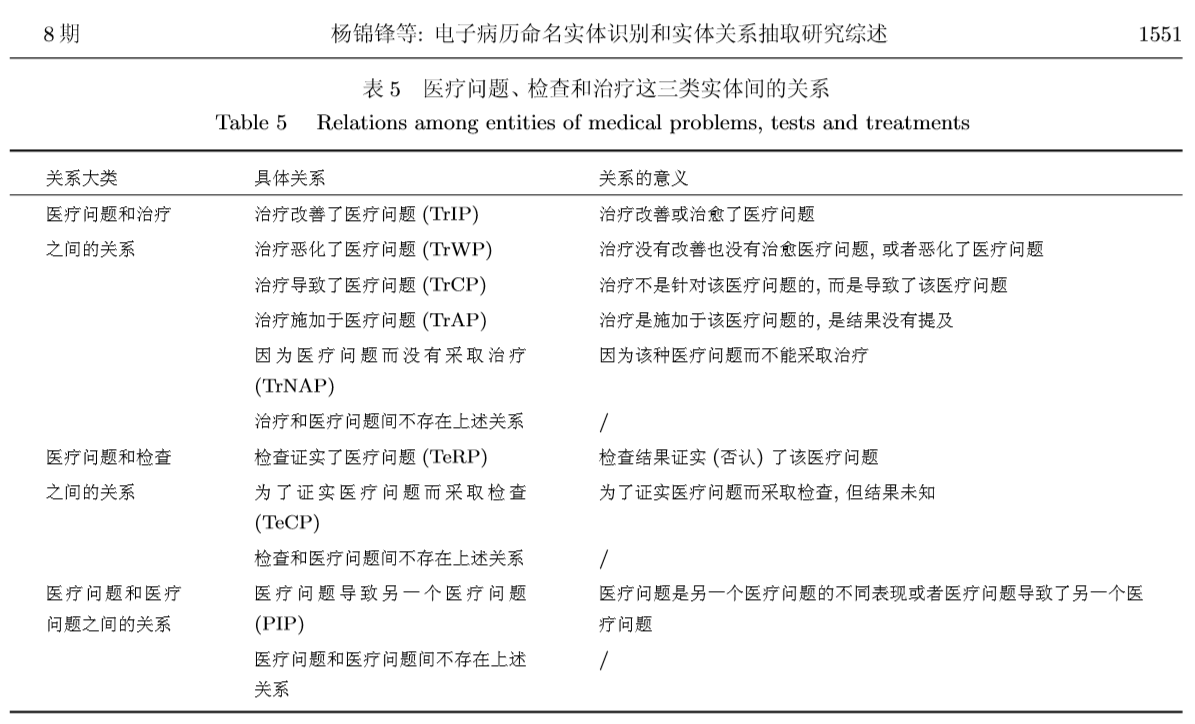 8 期 杨锦锋等: 电子病历命名实体识别和实体关系抽取研究综述 1551
表 5 医疗问题、检查和治疗这三类实体间的关系
Table 5 Relations among entities of medical problems, tests and treatments
关系大类 具体关系 关系的意义
医疗问题和治疗 治疗改善了医疗问题 (TrIP) 治疗改善或治愈了医疗问题
之间的关系 治疗恶化了医疗问题 (TrWP) 治疗没有改善也没有治愈医疗问题, 或者恶化了医疗问题
治疗导致了医疗问题 (TrCP) 治疗不是针对该医疗问题的, 而是导致了该医疗问题
治疗施加于医疗问题 (TrAP) 治疗是施加于该医疗问题的, 是结果没有提及
因为医疗问题而没有采取治疗 因为该种医疗问题而不能采取治疗
(TrNAP)
治疗和医疗问题间不存在上述关系 /
医疗问题和检查 检查证实了医疗问题 (TeRP) 检查结果证实 (否认) 了该医疗问题
之间的关系 为了证实医疗问题而采取检查 为了证实医疗问题而采取检查, 但结果未知
(TeCP)
检查和医疗问题间不存在上述关系 /
医疗问题和医疗 医疗问题导致另一个医疗问题 医疗问题是另一个医疗问题的不同表现或者医疗问题导致了另一个医
问题之间的关系 (PIP) 疗问题
医疗问题和医疗问题间不存在上述 /
关系